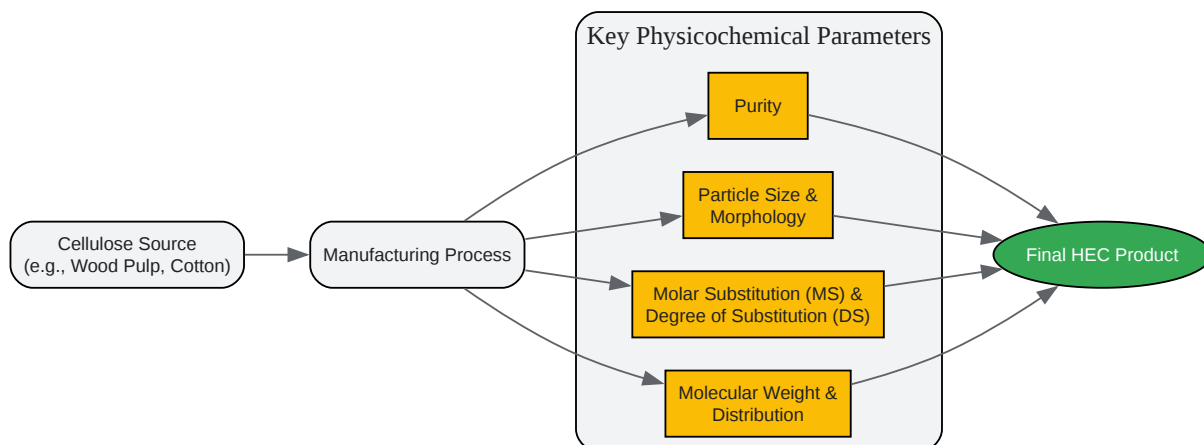 Key Physicochemical Parameters
Purity
Particle Size &
Morphology
Cellulose Source
(e.g., Wood Pulp, Cotton)
Manufacturing Process
Final HEC Product
Molar Substitution (MS) &
Degree of Substitution (DS)
Molecular Weight &
Distribution